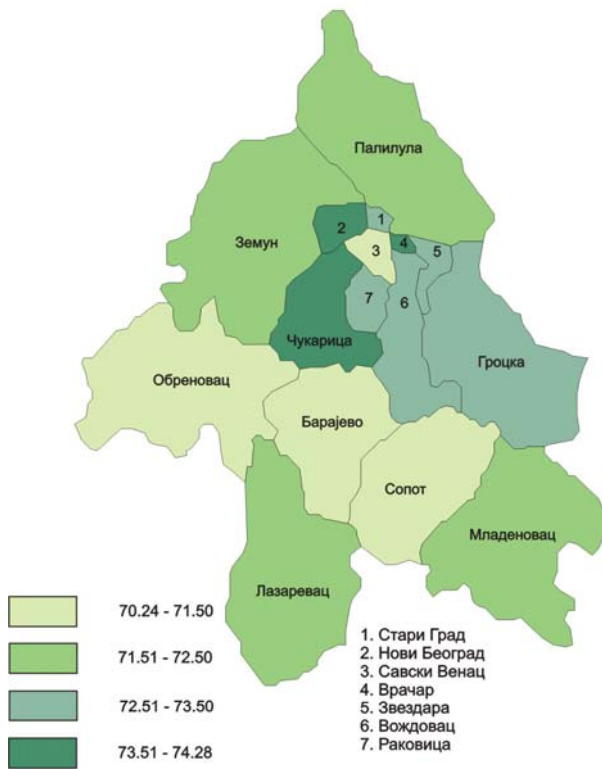 Палилула
Земун
1
2
3
4
5
6
7
Чукарица
Гроцка
Обреновац
Барајево
Сопот
Младеновац
Лазаревац
70.24 - 71.50
71.51 - 72.50
72.51 - 73.50
73.51 - 74.28
1. Стари Град
2. Нови Београд
3. Савски Венац
4. Врачар
5. Звездара
6. Вождовац
7. Раковица